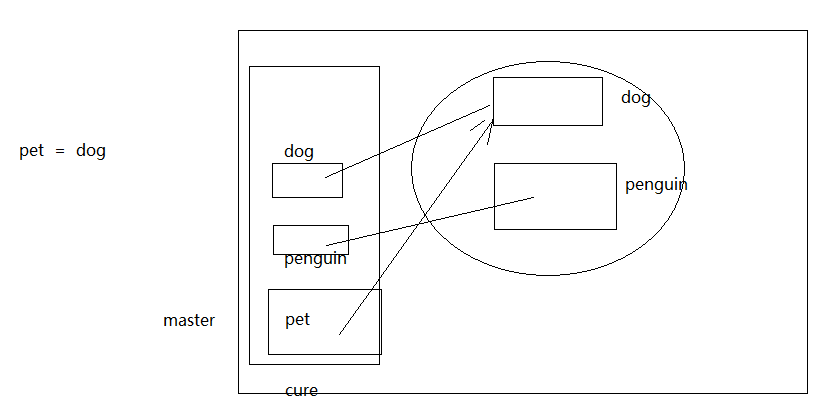 dog
pet = dog
dog
penguin
penguin
master
pet
cure